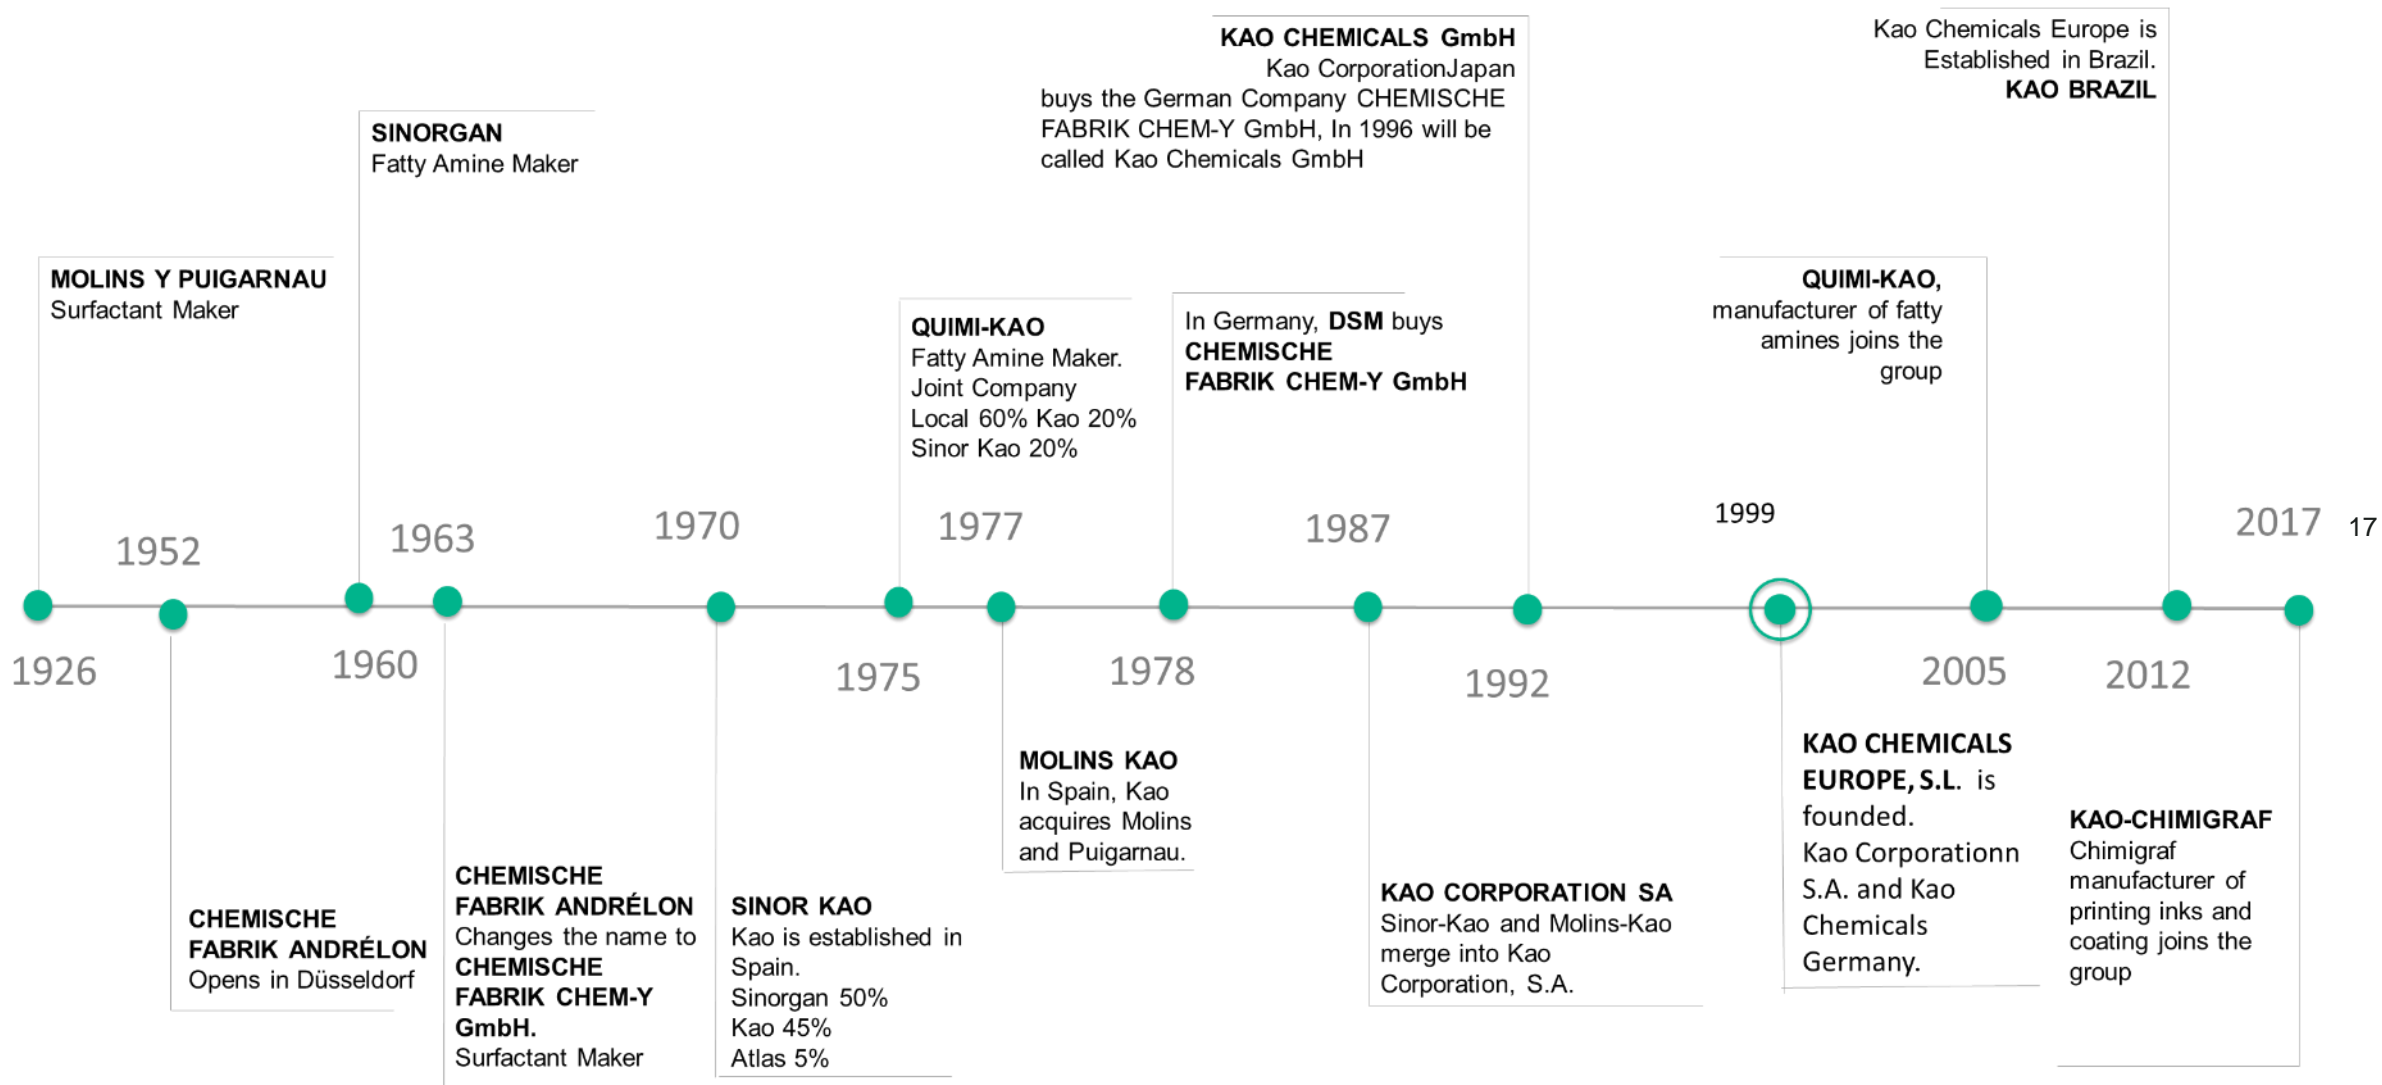 KAO CHEMICALS GmbH
Kao CorporationJapan
buys the German Company CHEMISCHE
FABRIK CHEM-Y GmbH, In 1996 will be
called Kao Chemicals GmbH
Kao Chemicals Europe is
Established in Brazil.
KAO BRAZIL
SINORGAN
Fatty Amine Maker
MOLINS Y PUIGARNAU
Surfactant Maker
QUIMI-KAO
Fatty Amine Maker.
Joint Company
Local 60% Kao 20%
Sinor Kao 20%
In Germany, DSM buys
CHEMISCHE
FABRIK CHEM-Y GmbH
QUIMI-KAO,
manufacturer of fatty
amines joins the
group
1952
1963
1970
1977
1987
1999
2017
17
1926
1960
1975
1978
1992
2005
2012
CHEMISCHE
FABRIK ANDRÉLON
Opens in Düsseldorf
CHEMISCHE
FABRIK ANDRÉLON
Changes the name to
CHEMISCHE
FABRIK CHEM-Y
GmbH.
Surfactant Maker
SINOR KAO
Kao is established in
Spain.
Sinorgan 50%
Kao 45%
Atlas 5%
MOLINS KAO
In Spain, Kao
acquires Molins
and Puigarnau.
KAO CORPORATION SA
Sinor-Kao and Molins-Kao
merge into Kao
Corporation, S.A.
KAO CHEMICALS
EUROPE, S.L. is
founded.
Kao Corporationn
S.A. and Kao
Chemicals
Germany.
KAO-CHIMIGRAF
Chimigraf
manufacturer of
printing inks and
coating joins the
group